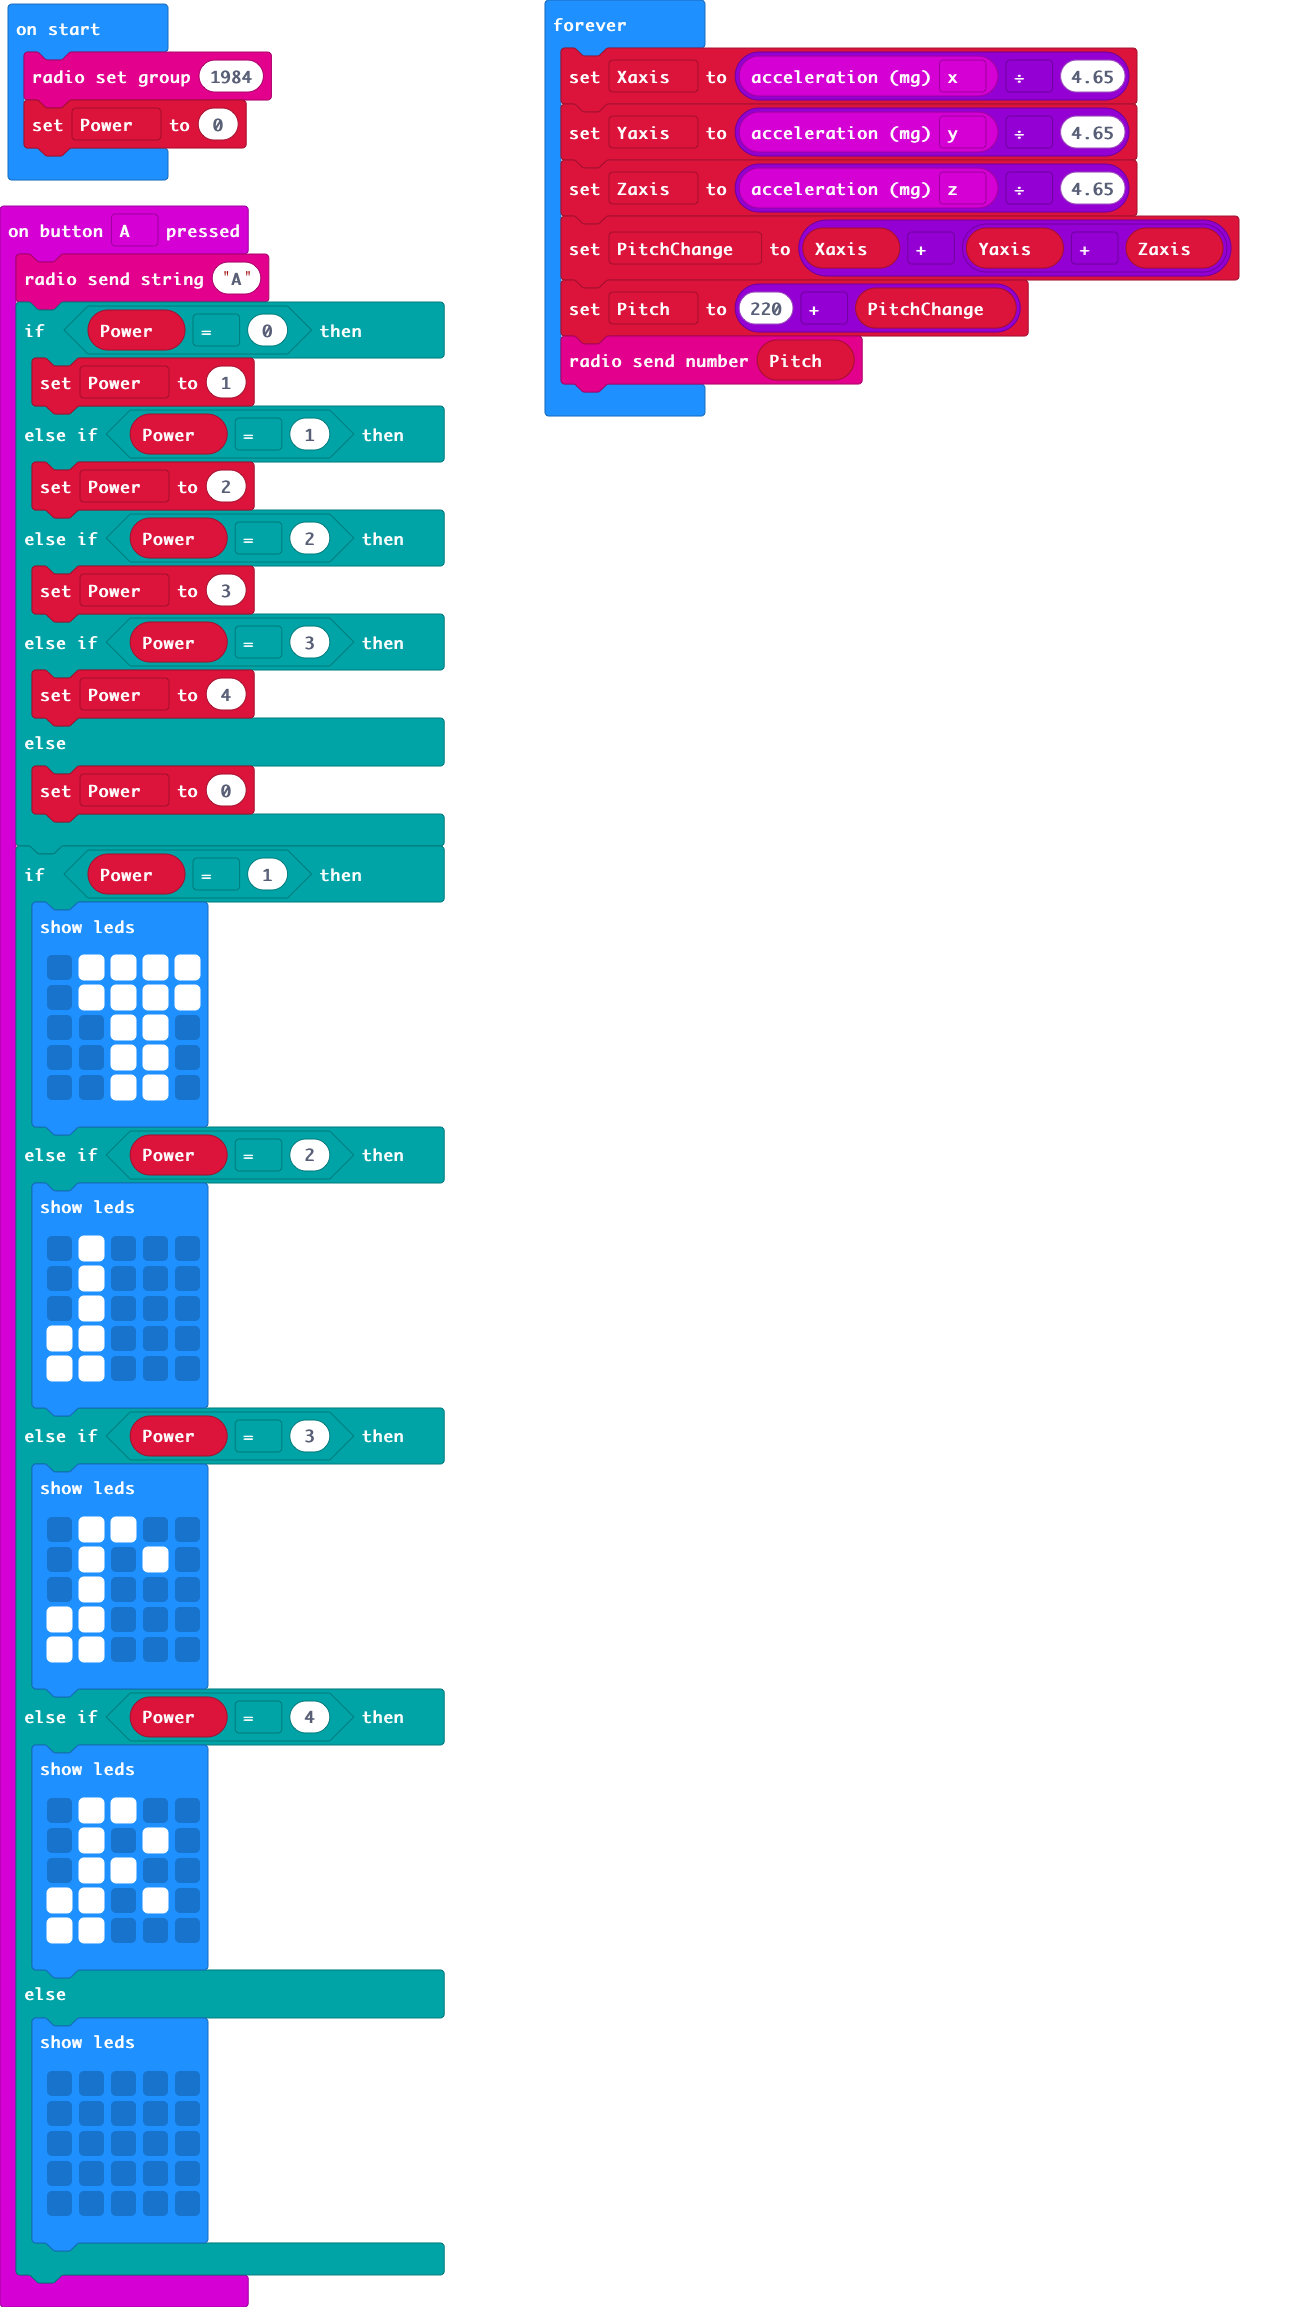 on start
radio set group 1984
set Power to 0
on button A pressed
radio send string "A"
if Power = 0 then
set Power to 1
else if Power = 1 then
set Power to 2
else if Power = 2 then
set Power to 3
else if Power = 3 then
set Power to 4
else
set Power to 0
if Power = 1 then
show leds
else if Power = 2 then
show leds
else if Power = 3 then
show leds
else if Power = 4 then
show leds
else
show leds
forever
set Xaxis to acceleration (mg) x ÷ 4.65
set Yaxis to acceleration (mg) y ÷ 4.65
set Zaxis to acceleration (mg) z ÷ 4.65
set PitchChange to Xaxis + Yaxis + Zaxis
set Pitch to 220 + PitchChange
radio send number Pitch